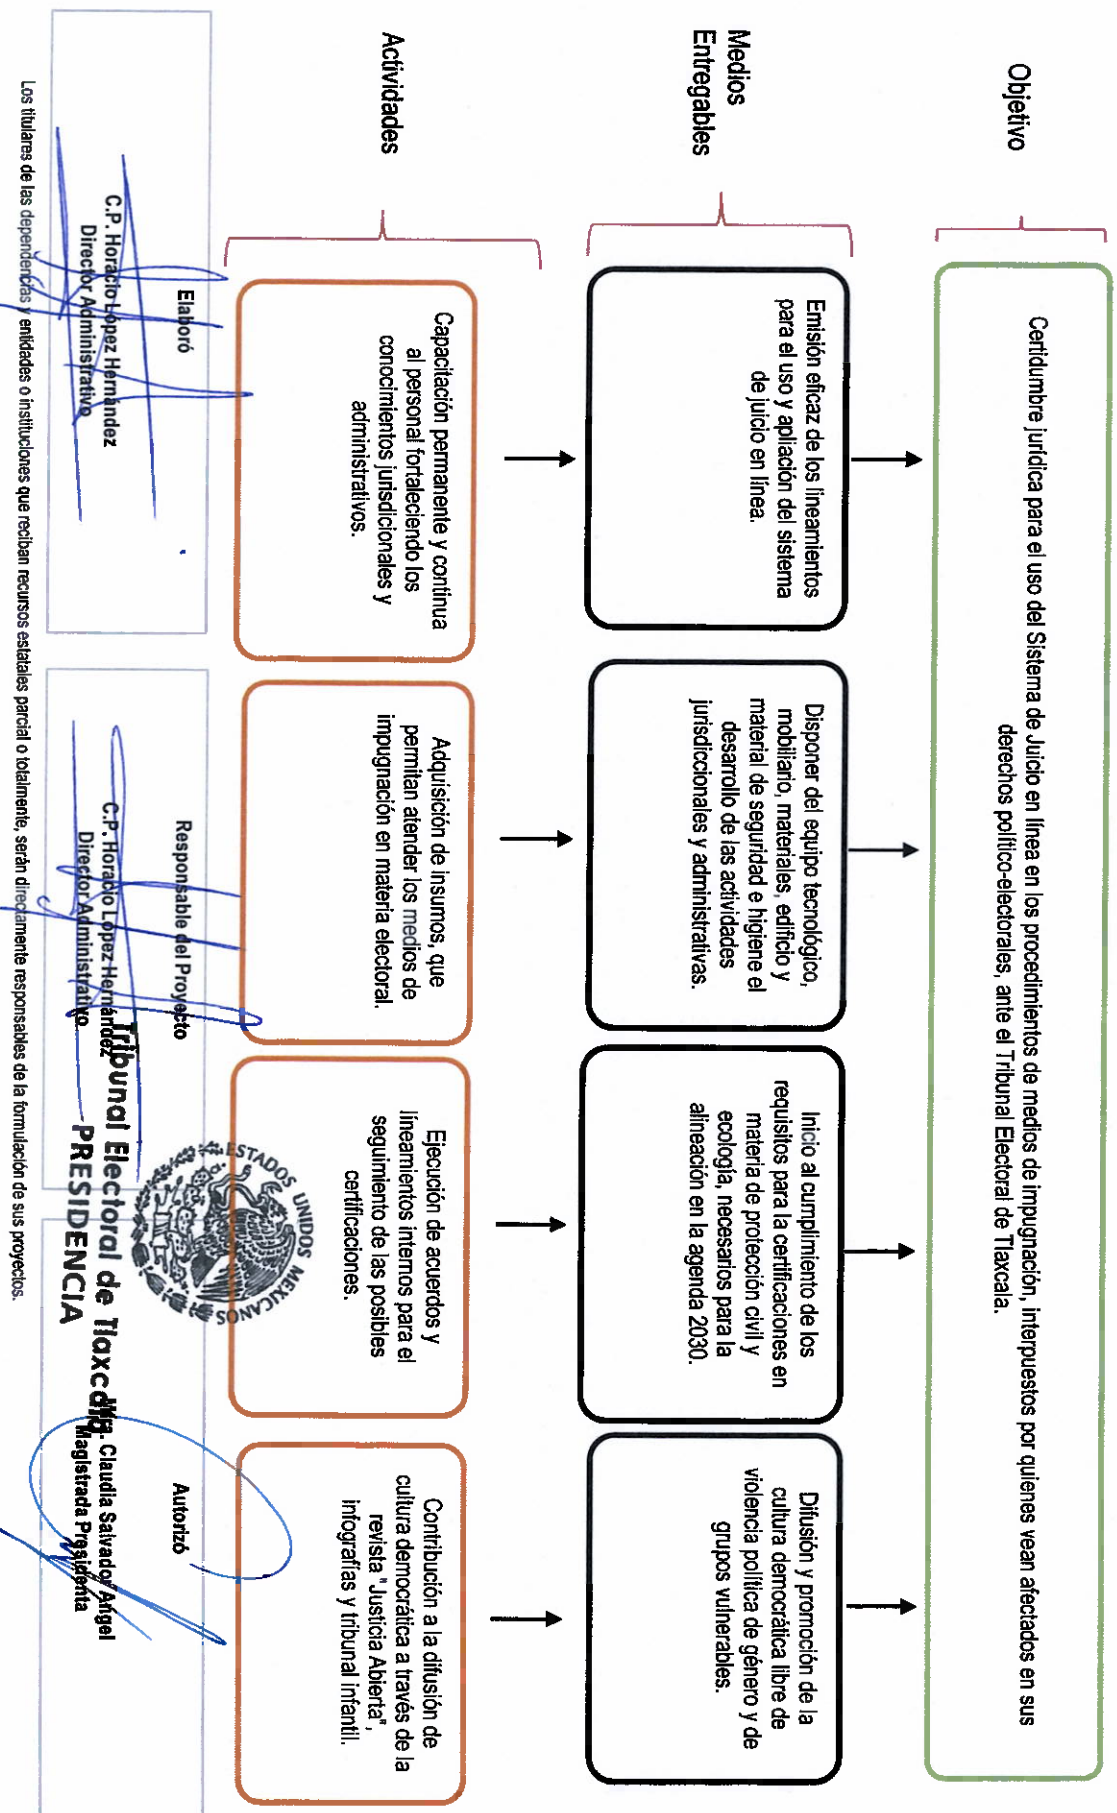 Objetivo
Certidumbre jurídica para el uso del Sistema de Juicio en línea en los procedimientos de medios de impugnación, interpuestos por quienes vean afectados en sus
derechos político-electorales, ante el Tribunal Electoral de Tlaxcala.
Medios
Entregables
Emisión eficaz de los lineamientos
para el uso y apliación del sistema
de juicio en línea.
Disponer del equipo tecnológico,
mobiliario, materiales, edificio y
material de seguridad e higiene el
desarrollo de las actividades
jurisdiccionales y administrativas.
Inicio al cumplimiento de los
requisitos para la certificaciones en
materia de protección civil y
ecología, necesarios para la
alineación en la agenda 2030.
Difusión y promoción de la
cultura democrática libre de
violencia política de género y de
grupos vulnerables.
Actividades
Capacitación permanente y continua
al personal fortaleciendo los
conocimientos jurisdicionales y
administrativos.
Adquisición de insumos, que
permitan atender los medios de
impugnación en materia electoral.
Ejecución de acuerdos y
lineamientos internos para el
seguimiento de las posibles
certificaciones.
Contribución a la difusión de
cultura democrática a través de la
revista "Justicia Abierta",
infografías y tribunal infantil.
Elaboró
C.P. Horacio López Hernández
Director Administrativo
Responsable del Proyecto
C.P. Horacio López Hernández
Director Administrativo
ESTADOS UNIDOS MEXICANOS
Tribunal Electoral de Tlaxcala
PRESIDENCIA
Autorizó
Mtra. Claudia Salvador Ángel
Magistrada Presidenta
Los titulares de las dependencias y entidades o instituciones que reciban recursos estatales parcial o totalmente, serán directamente responsables de la formulación de sus proyectos.